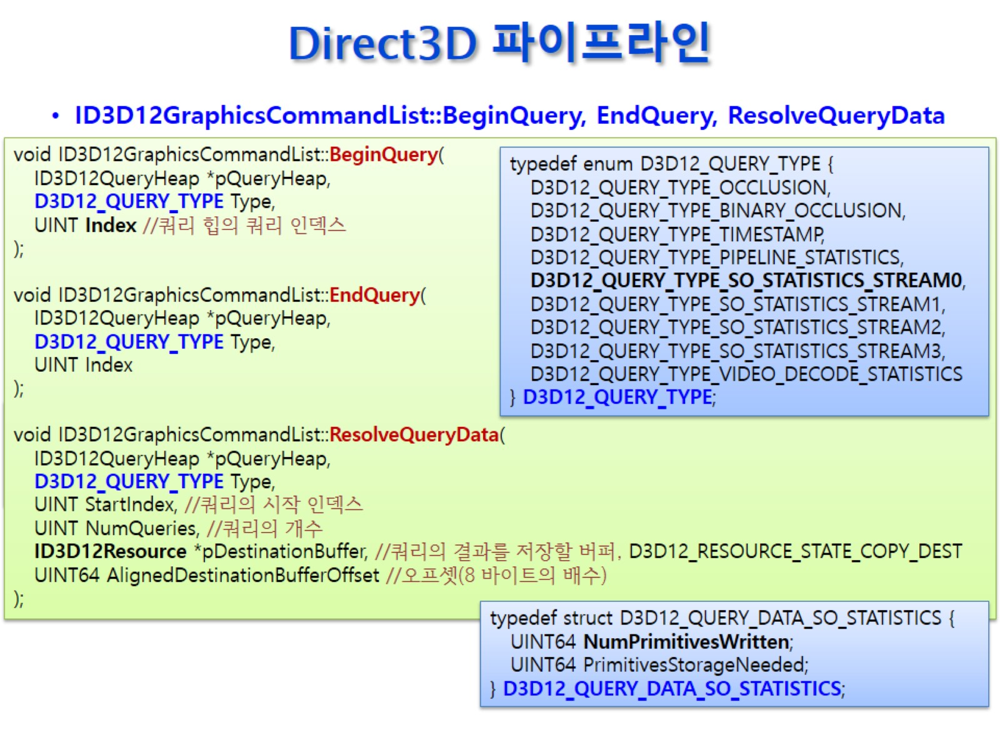 Direct3D 파이프라인
• ID3D12GraphicsCommandList::BeginQuery, EndQuery, ResolveQueryData
void ID3D12GraphicsCommandList::BeginQuery(
ID3D12QueryHeap *pQueryHeap,
D3D12_QUERY_TYPE Type,
UINT Index //쿼리 힙의 쿼리 인덱스
);
void ID3D12GraphicsCommandList::EndQuery(
ID3D12QueryHeap *pQueryHeap,
D3D12_QUERY_TYPE Type,
UINT Index
);
void ID3D12GraphicsCommandList::ResolveQueryData(
ID3D12QueryHeap *pQueryHeap,
D3D12_QUERY_TYPE Type,
UINT StartIndex, //쿼리의 시작 인덱스
UINT NumQueries, //쿼리의 개수
ID3D12Resource *pDestinationBuffer, //쿼리의 결과를 저장할 버퍼, D3D12_RESOURCE_STATE_COPY_DEST
UINT64 AlignedDestinationBufferOffset //오프셋(8 바이트의 배수)
);
typedef enum D3D12_QUERY_TYPE {
D3D12_QUERY_TYPE_OCCLUSION,
D3D12_QUERY_TYPE_BINARY_OCCLUSION,
D3D12_QUERY_TYPE_TIMESTAMP,
D3D12_QUERY_TYPE_PIPELINE_STATISTICS,
D3D12_QUERY_TYPE_SO_STATISTICS_STREAM0,
D3D12_QUERY_TYPE_SO_STATISTICS_STREAM1,
D3D12_QUERY_TYPE_SO_STATISTICS_STREAM2,
D3D12_QUERY_TYPE_SO_STATISTICS_STREAM3,
D3D12_QUERY_TYPE_VIDEO_DECODE_STATISTICS
} D3D12_QUERY_TYPE;
typedef struct D3D12_QUERY_DATA_SO_STATISTICS {
UINT64 NumPrimitivesWritten;
UINT64 PrimitivesStorageNeeded;
} D3D12_QUERY_DATA_SO_STATISTICS;